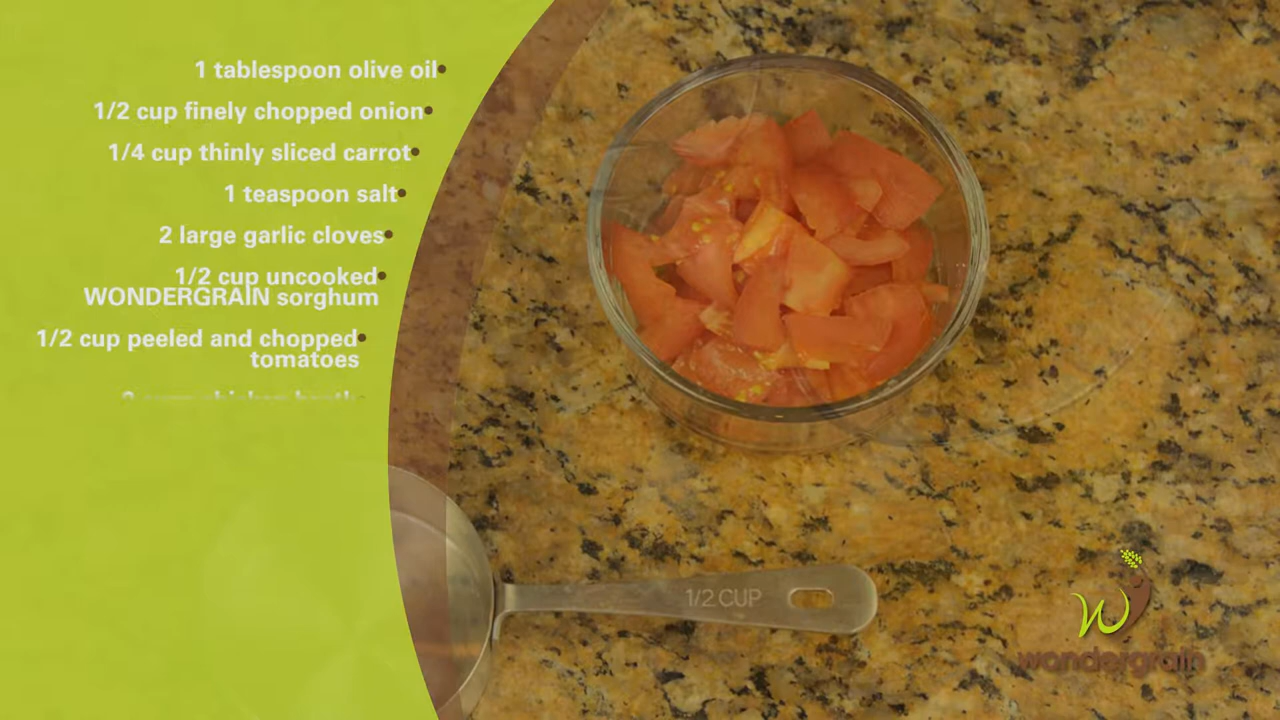 1 tablespoon olive oil•
1/2 cup finely chopped onion•
1/4 cup thinly sliced carrot•
1 teaspoon salt•
2 large garlic cloves•
1/2 cup uncooked•
WONDERGRAIN sorghum
1/2 cup peeled and chopped•
tomatoes
1/2 CUP
wondergrain